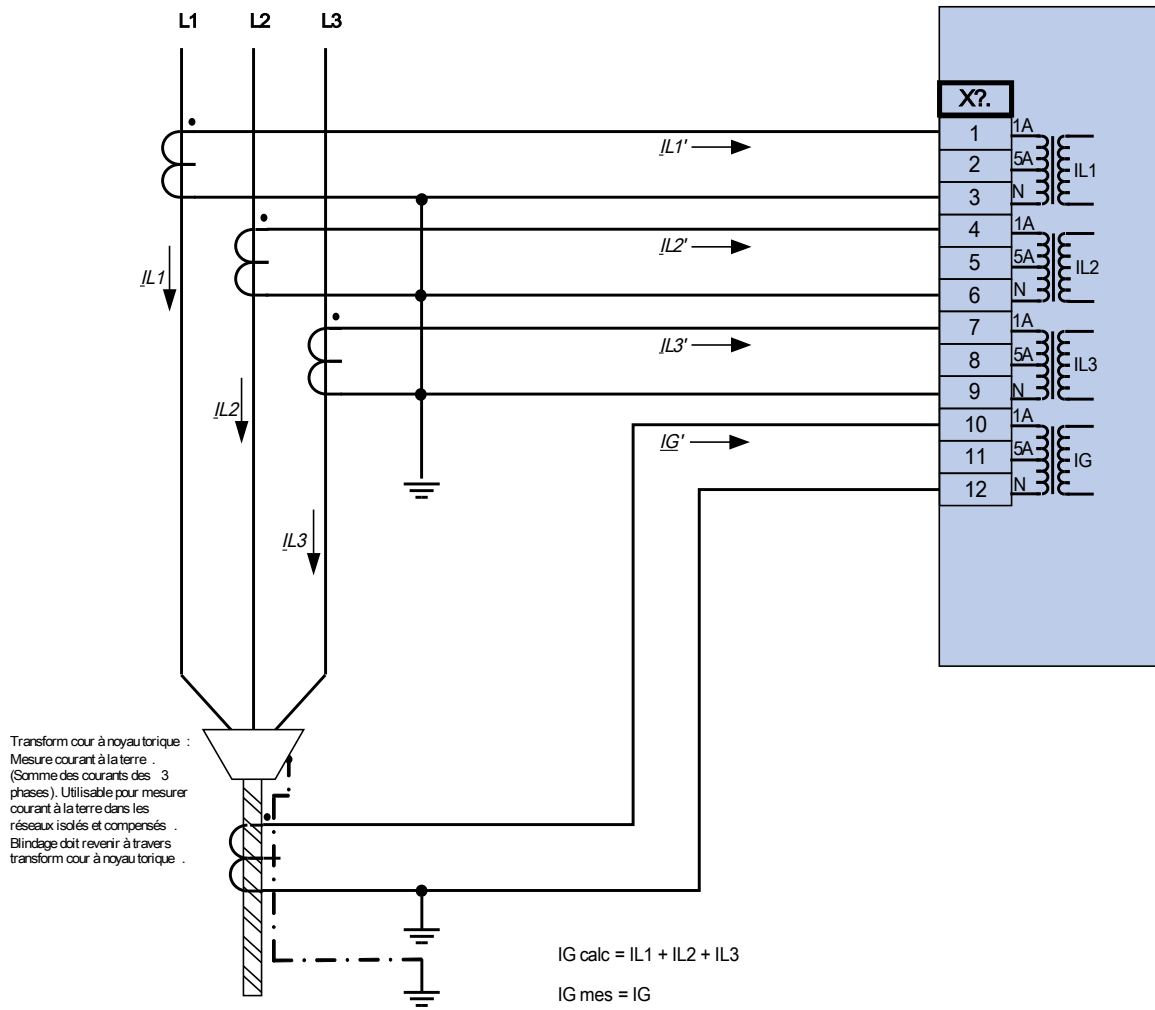 L1 L2 L3
X?.
1 1A
IL1'
2 5A IL1
3 N
4 1A
IL2'
5 5A IL2
IL1
6 N
7 1A
IL3'
8 5A IL3
9 N
IL2
10 1A
IG'
11 5A IG
12 N
IL3
Transform cour à noyau torique :
Mesure courant à la terre .
(Somme des courants des 3
phases). Utilisable pour mesurer
courant à la terre dans les
réseaux isolés et compensés .
Blindage doit revenir à travers
transform cour à noyau torique .
IG calc = IL1 + IL2 + IL3
IG mes = IG